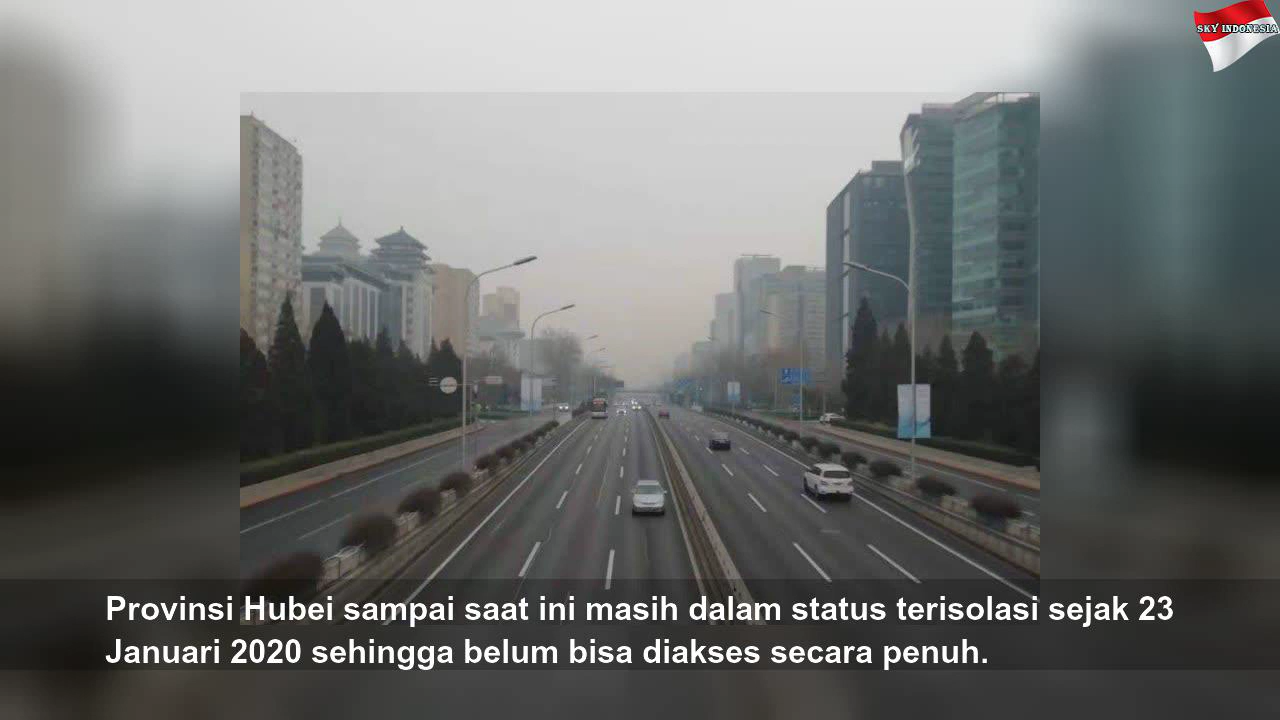 SKY INDONESIA
Provinsi Hubei sampai saat ini masih dalam status terisolasi sejak 23
Januari 2020 sehingga belum bisa diakses secara penuh.